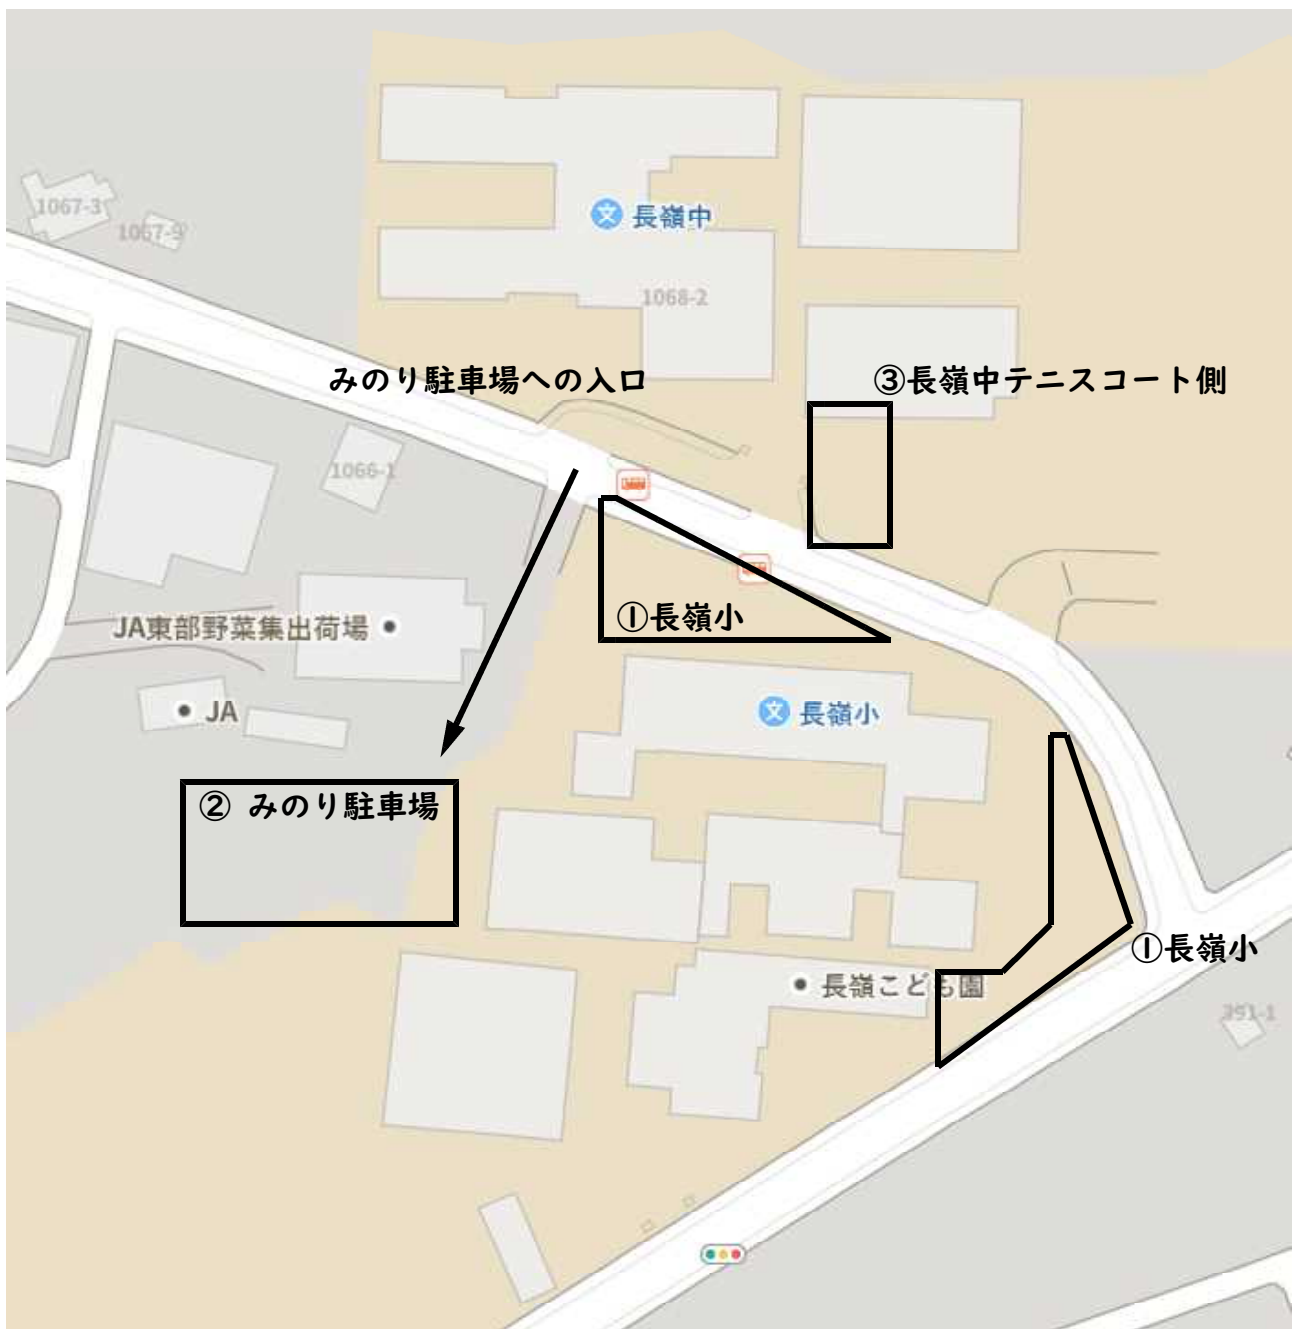 1067-3
1067-9
長嶺中
1068-2
みのり駐車場への入口
③長嶺中テニスコート側
1066-1
①長嶺小
JA東部野菜集出荷場
JA
長嶺小
② みのり駐車場
①長嶺小
長嶺こども園
391-1